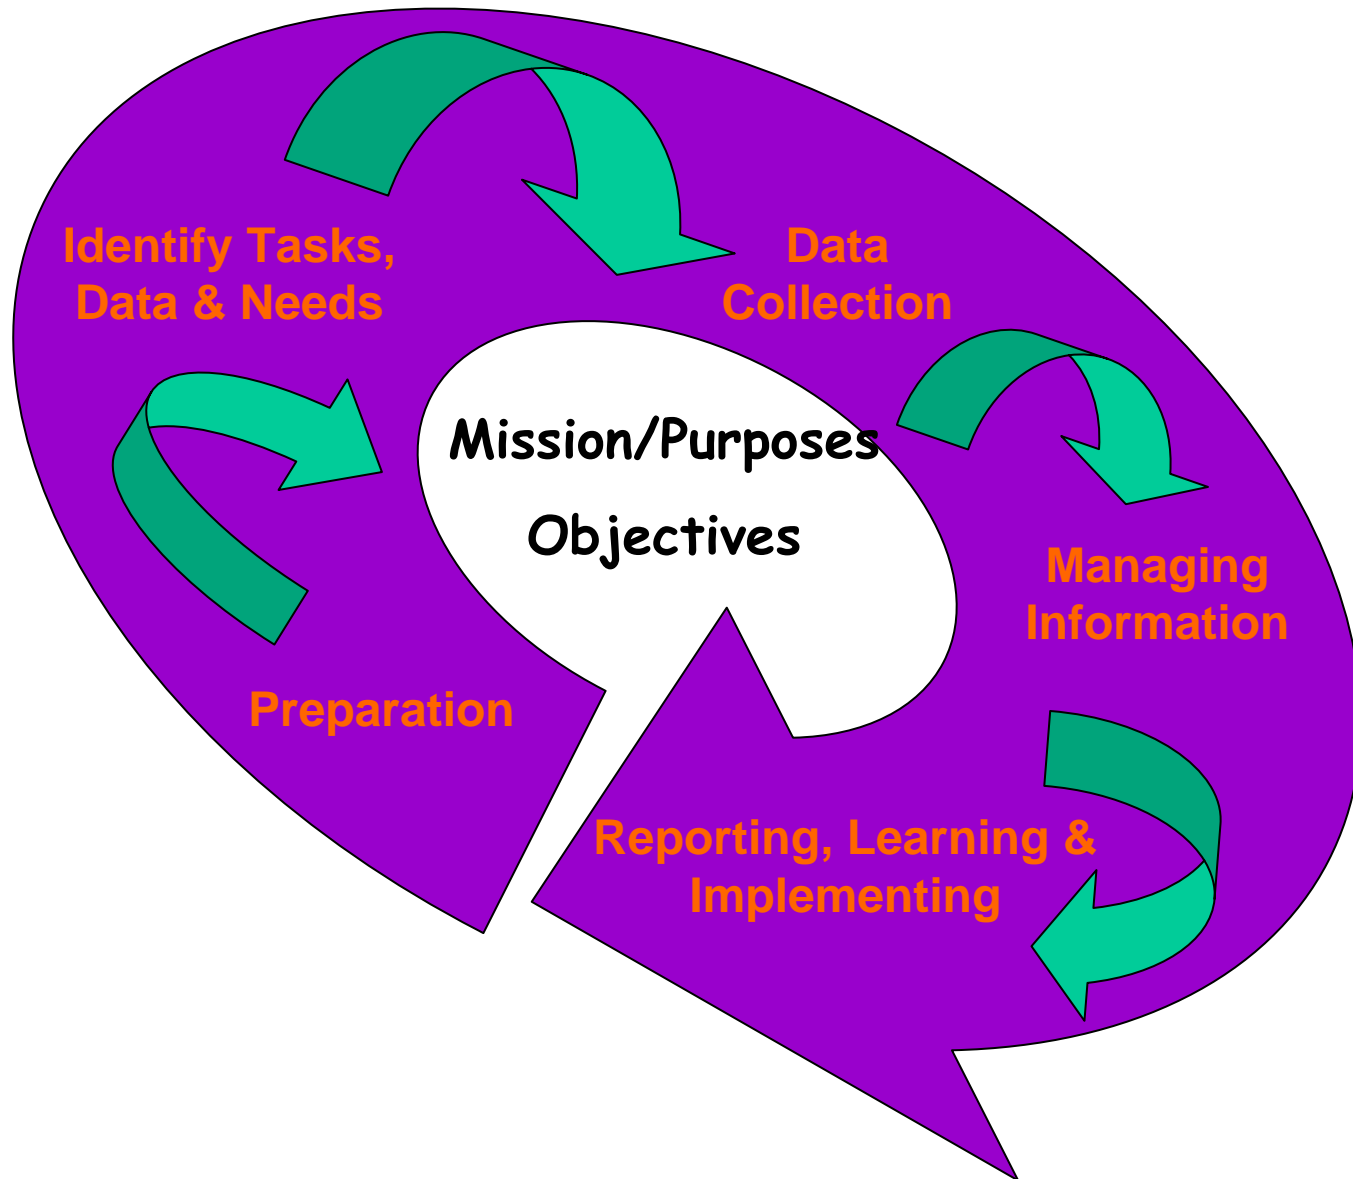 Identify Tasks,
Data & Needs
Data
Collection
Mission/Purposes
Objectives
Managing
Information
Preparation
Reporting, Learning &
Implementing